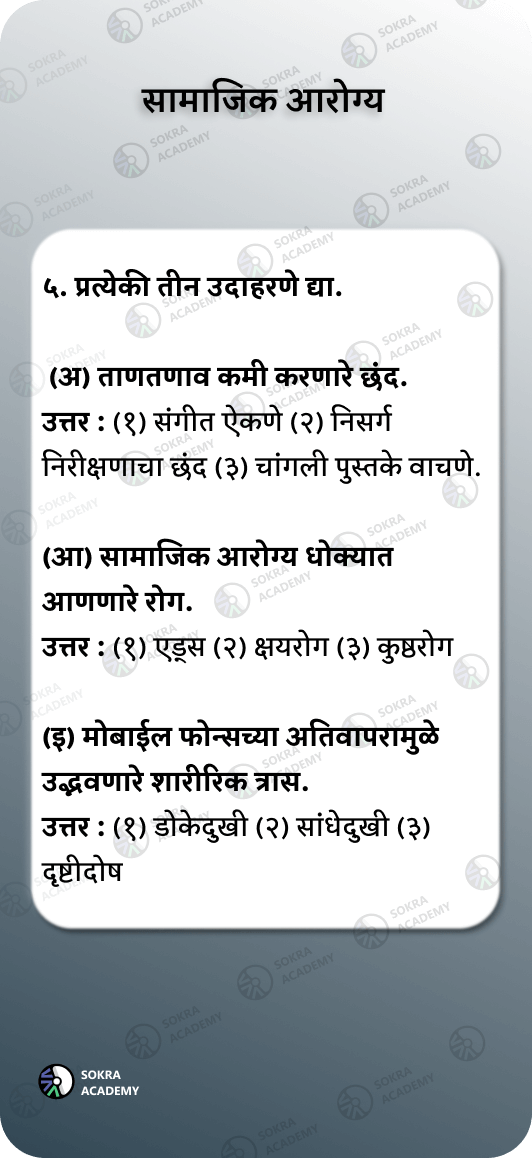 सामाजिक आरोग्य
५. प्रत्येकी तीन उदाहरणे द्या.
(अ) ताणतणाव कमी करणारे छंद.
उत्तर : (१) संगीत ऐकणे (२) निसर्ग
निरीक्षणाचा छंद (३) चांगली पुस्तके वाचणे.
(आ) सामाजिक आरोग्य धोक्यात
आणणारे रोग.
उत्तर : (१) एड्स (२) क्षयरोग (३) कुष्ठरोग
(इ) मोबाईल फोन्सच्या अतिवापरामुळे
उद्भवणारे शारीरिक त्रास.
उत्तर : (१) डोकेदुखी (२) सांधेदुखी (३)
दृष्टीदोष
SOKRA
ACADEMY